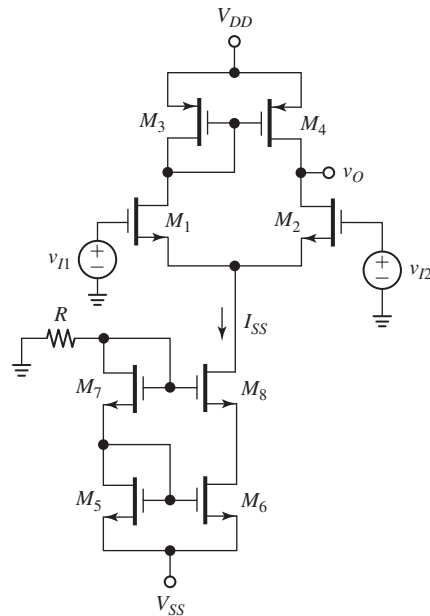 V_DD
M_3
M_4
v_O
M_1
M_2
v_I1
+
−
+
−
v_I2
R
I_SS
M_7
M_8
M_5
M_6
V_SS